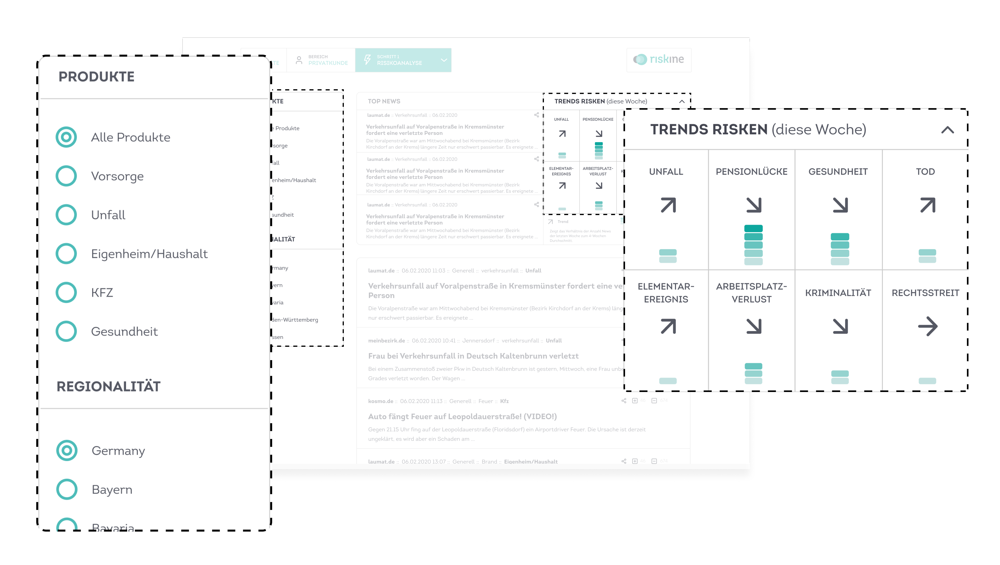 PRODUKTE
Alle Produkte
Vorsorge
Unfall
Eigenheim/Haushalt
KFZ
Gesundheit
REGIONALITÄT
Germany
Bayern
Bavaria
BEREICH
PRIVATKUNDE
SCHRITT 1
RISIKOANALYSE
riskine
TOP NEWS
laumat.de :: Verkehrsunfall :: 06.02.2020
Verkehrsunfall auf Voralpenstraße in Kremsmünster
fordert eine verletzte Person
Die Voralpenstraße war am Mittwochabend bei Kremsmünster (Bezirk
Kirchdorf an der Krems) längere Zeit nur erschwert passierbar. Es ereignete ...
laumat.de :: Verkehrsunfall :: 06.02.2020
Verkehrsunfall auf Voralpenstraße in Kremsmünster
fordert eine verletzte Person
Die Voralpenstraße war am Mittwochabend bei Kremsmünster (Bezirk
Kirchdorf an der Krems) längere Zeit nur erschwert passierbar. Es ereignete ...
laumat.de :: Verkehrsunfall :: 06.02.2020
Verkehrsunfall auf Voralpenstraße in Kremsmünster
fordert eine verletzte Person
Die Voralpenstraße war am Mittwochabend bei Kremsmünster (Bezirk
Kirchdorf an der Krems) längere Zeit nur erschwert passierbar. Es ereignete ...
TRENDS RISKEN (diese Woche)
UNFALL
PENSIONLÜCKE
ELEMENTAR-
EREIGNIS
ARBEITSPLATZ-
VERLUST
Trend
Zeigt das Verhältnis der Anzahl News
der letzten Woche zum 4-Wochen
Durchschnitt.
KTE
e Produkte
rsorge
fall
enheim/Haushalt
Z
sundheit
NALITÄT
rmany
yern
varia
den-Württemberg
ssen
laumat.de :: 06.02.2020 11:03 :: Generell :: verkehrsunfall :: Unfall
Verkehrsunfall auf Voralpenstraße in Kremsmünster fordert eine ve
Person
Die Voralpenstraße war am Mittwochabend bei Kremsmünster (Bezirk Kirchdorf an der Krems) läng
nur erschwert passierbar. Es ereignete ...
meinbezirk.de :: 06.02.2020 10:41 :: Jennersdorf :: verkehrsunfall :: Unfall
Frau bei Verkehrsunfall in Deutsch Kaltenbrunn verletzt
Bei einem Zusammenstoß zweier Pkw in Deutsch Kaltenbrunn ist gestern, Mittwoch, eine Frau unbe
Grades verletzt worden. Der Wagen ...
kosmo.de :: 06.02.2020 11:13 :: Generell :: Feuer :: Kfz 46 674
Auto fängt Feuer auf Leopoldauerstraße! (VIDEO!)
Gegen 21.15 Uhr fing auf der Leopoldauerstraße (Floridsdorf) ein Airportdriver Feuer. Die Ursache ist derzeit
ungeklärt, es wird aber ein Schaden am ...
laumat.de :: 06.02.2020 13:07 :: Generell :: Brand :: Eigenheim/Haushalt 46 674
TRENDS RISKEN (diese Woche)
UNFALL
PENSIONLÜCKE
GESUNDHEIT
TOD
ELEMENTAR-
EREIGNIS
ARBEITSPLATZ-
VERLUST
KRIMINALITÄT
RECHTSSTREIT